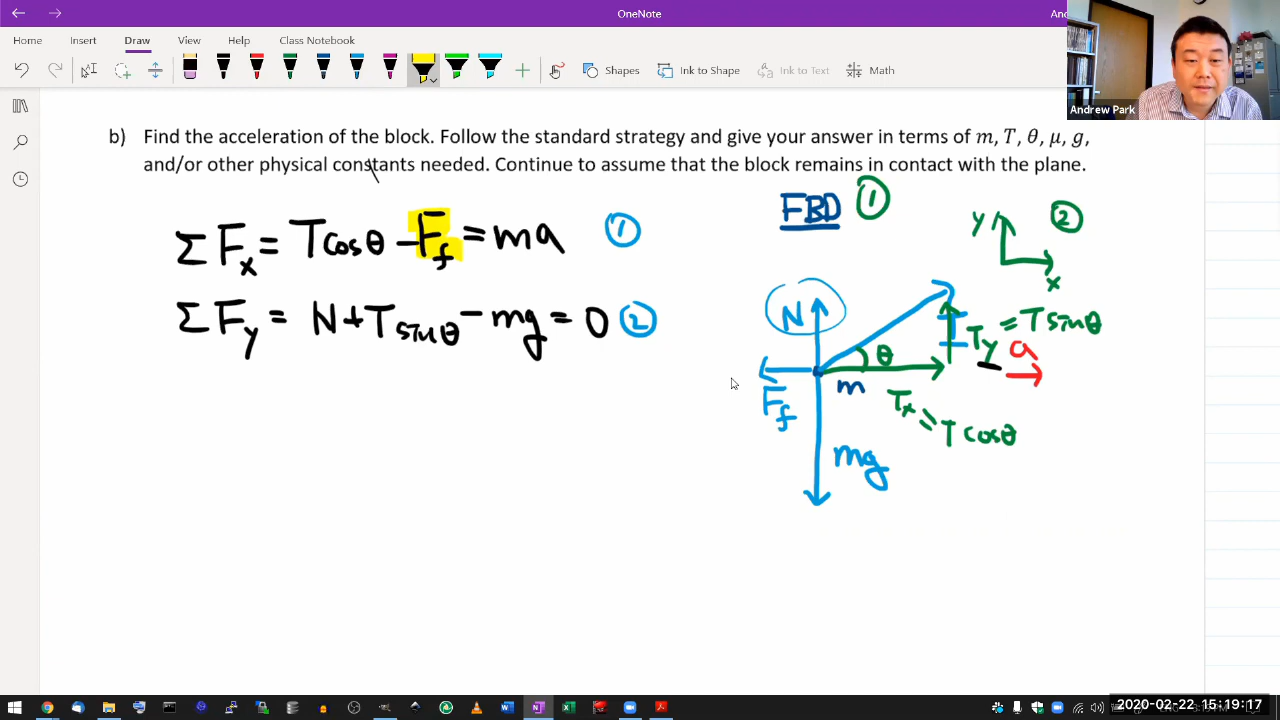 OneNote
And
Home Insert Draw View Help Class Notebook
Shapes Ink to Shape Ink to Text Math
Andrew Park
b) Find the acceleration of the block. Follow the standard strategy and give your answer in terms of m, T, θ, μ, g,
and/or other physical constants needed. Continue to assume that the block remains in contact with the plane.
ΣFx = Tcosθ - Ff = ma ①
ΣFy = N + Tsinθ - mg = 0 ②
FBD ①
y ②
x
N
θ
Ty = Tsinθ
a
Ff
m
Tx = Tcosθ
mg
2020-02-22 15:19:17